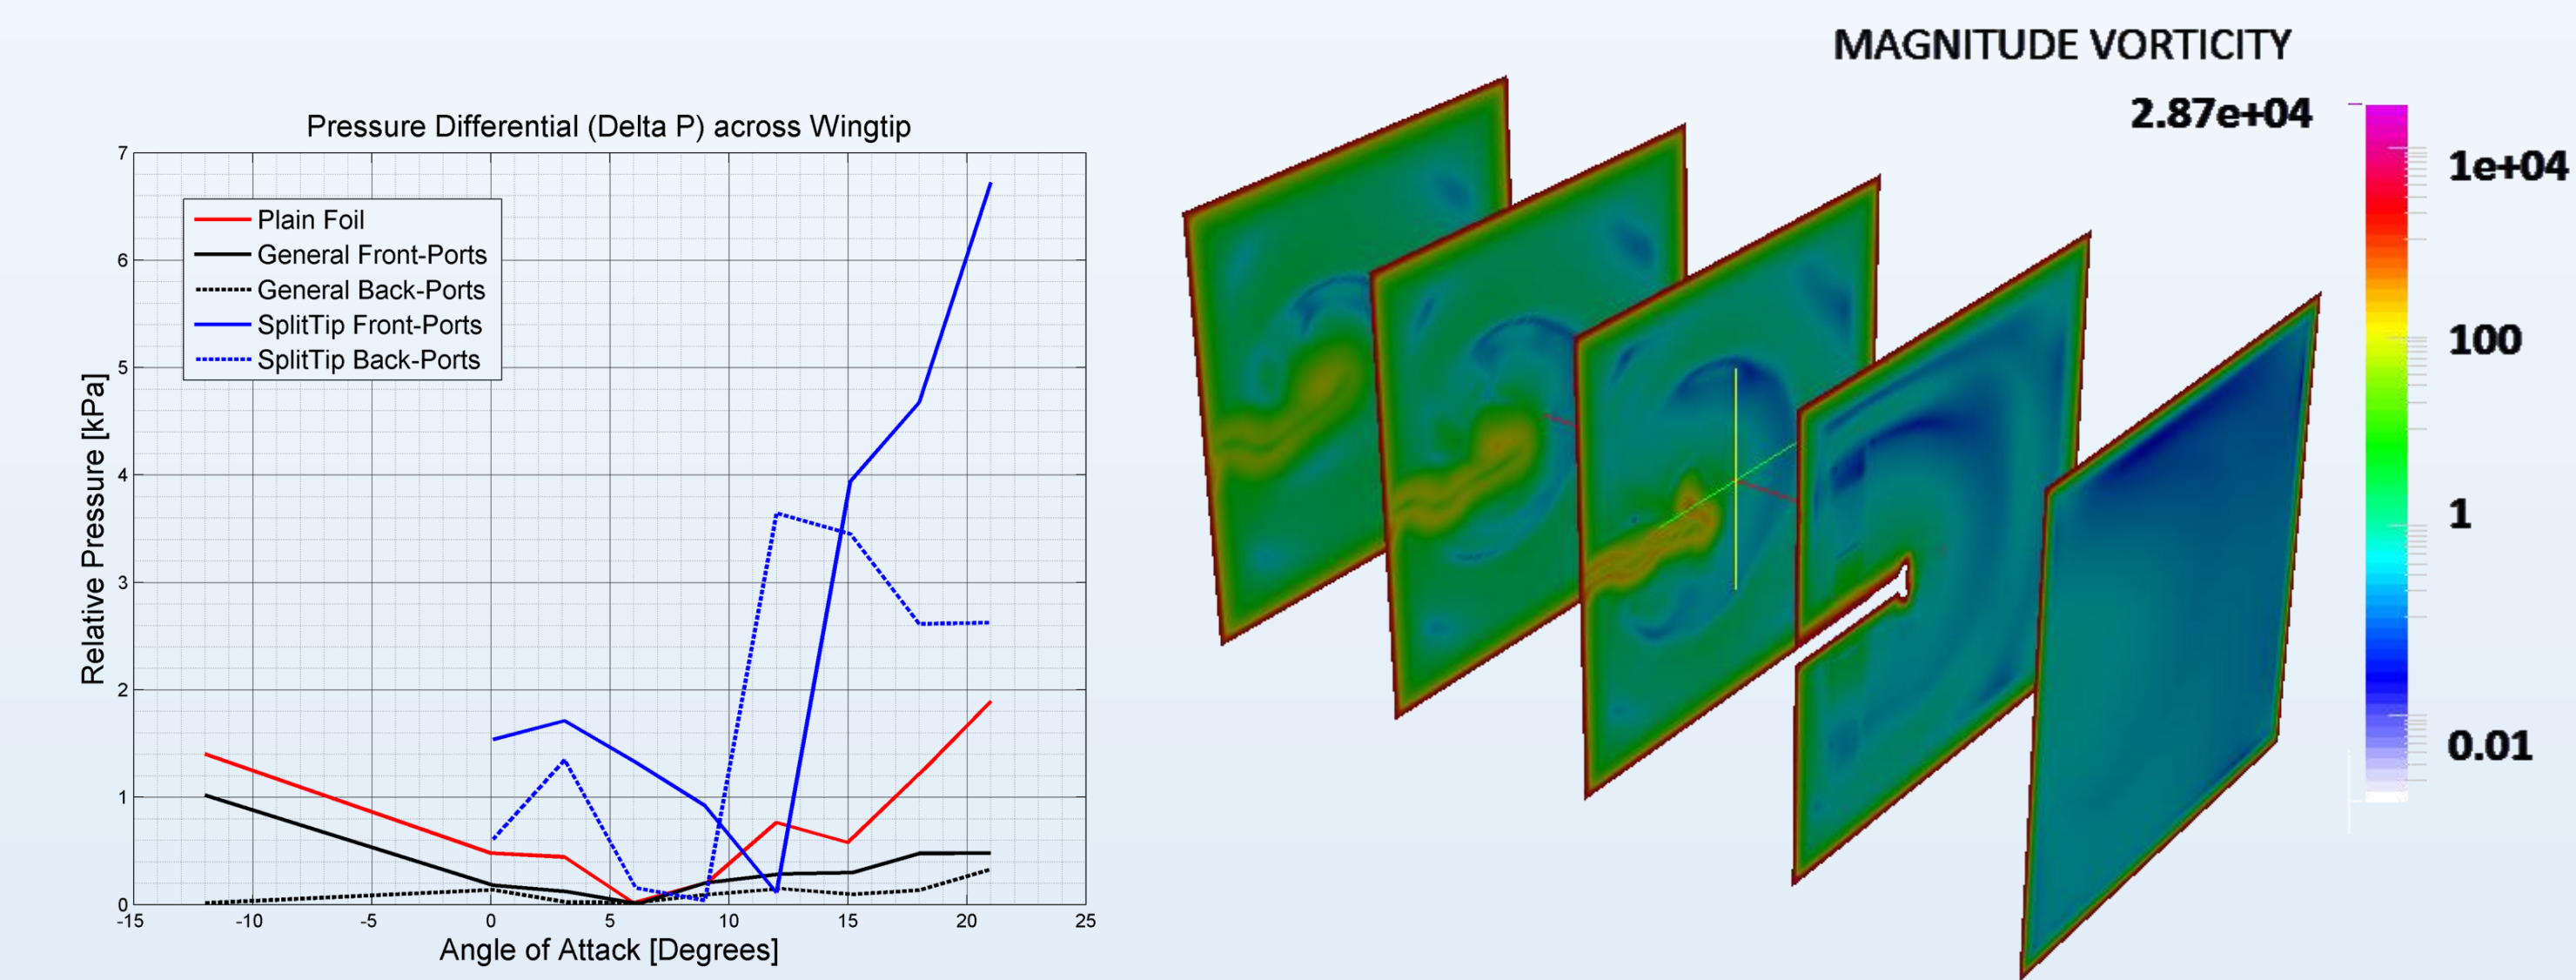 Pressure Differential (Delta P) across Wingtip
7
6
5
4
3
2
1
0
Relative Pressure [kPa]
Plain Foil
General Front-Ports
General Back-Ports
SplitTip Front-Ports
SplitTip Back-Ports
-15 -10 -5 0 5 10 15 20 25
Angle of Attack [Degrees]
MAGNITUDE VORTICITY
2.87e+04
1e+04
100
1
0.01